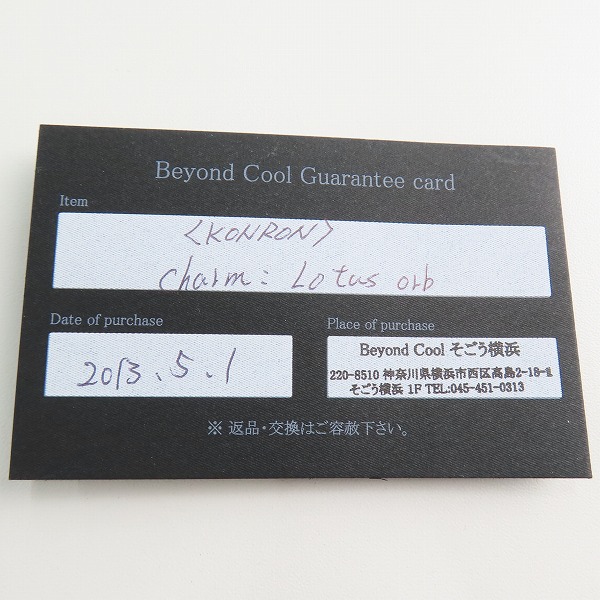 Beyond Cool Guarantee card
Item
<KONRON>
charm: Lotus orb
Date of purchase
2013.5.1
Place of purchase
Beyond Cool そごう横浜
220-8510 神奈川県横浜市西区高島2-18-1
そごう横浜 1F TEL:045-451-0313
※ 返品・交換はご容赦下さい。